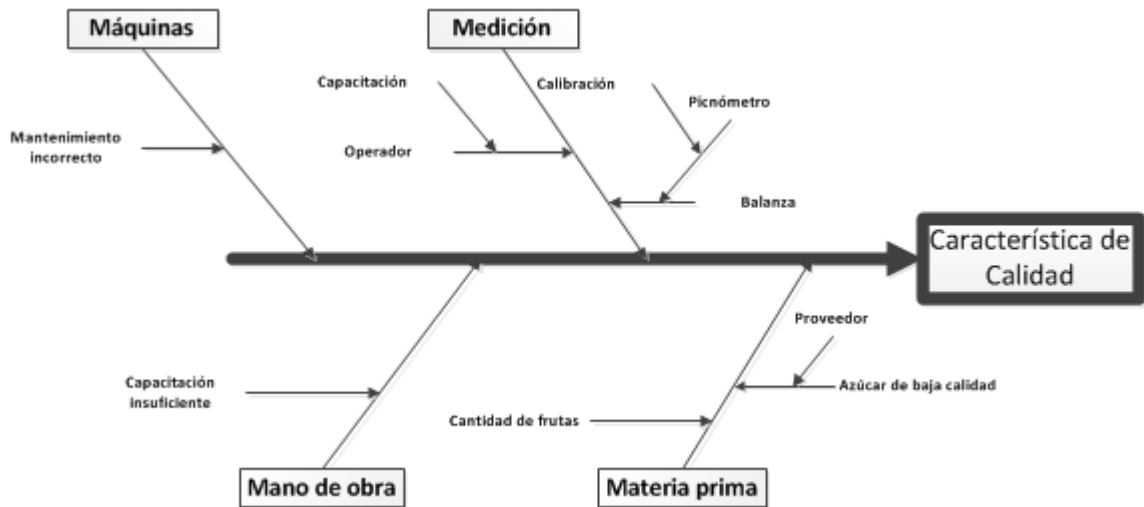 Máquinas
Medición
Capacitación
Calibración
Picnómetro
Mantenimiento
incorrecto
Operador
Balanza
Característica de
Calidad
Proveedor
Capacitación
insuficiente
Azúcar de baja calidad
Cantidad de frutas
Mano de obra
Materia prima